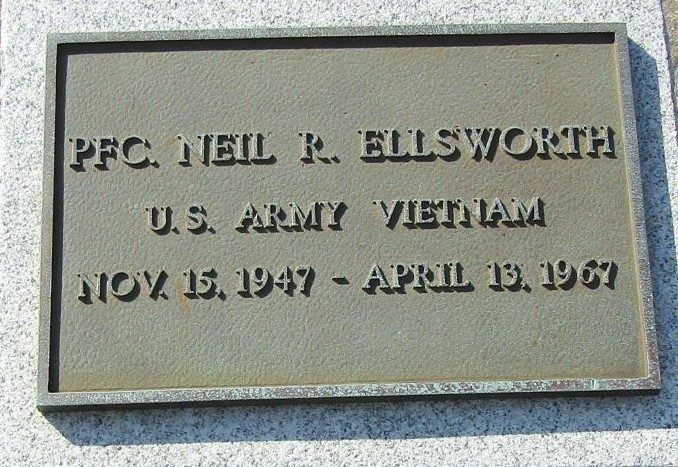 PFC. NEIL R. ELLSWORTH
U.S. ARMY VIETNAM
NOV. 15, 1947 - APRIL 13, 1967